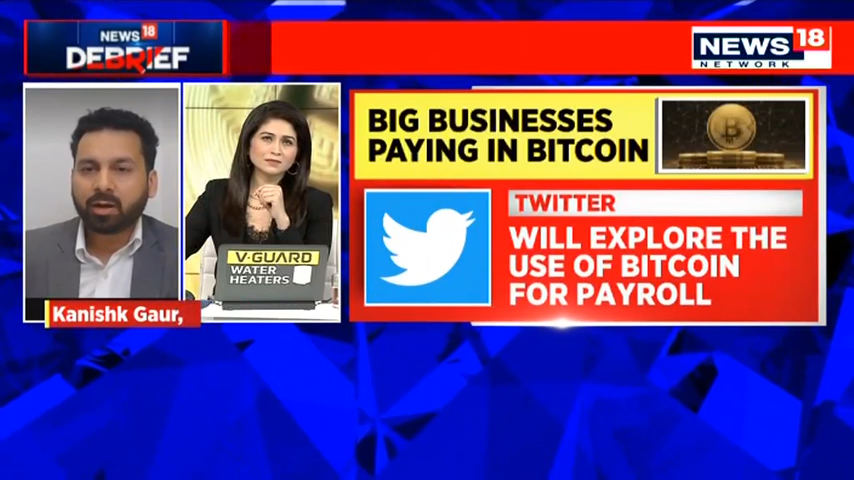 NEWS 18
DEBRIEF
NEWS 18
NETWORK
BIG BUSINESSES
PAYING IN BITCOIN
TWITTER
WILL EXPLORE THE
USE OF BITCOIN
FOR PAYROLL
V-GUARD
WATER
HEATERS
Kanishk Gaur,